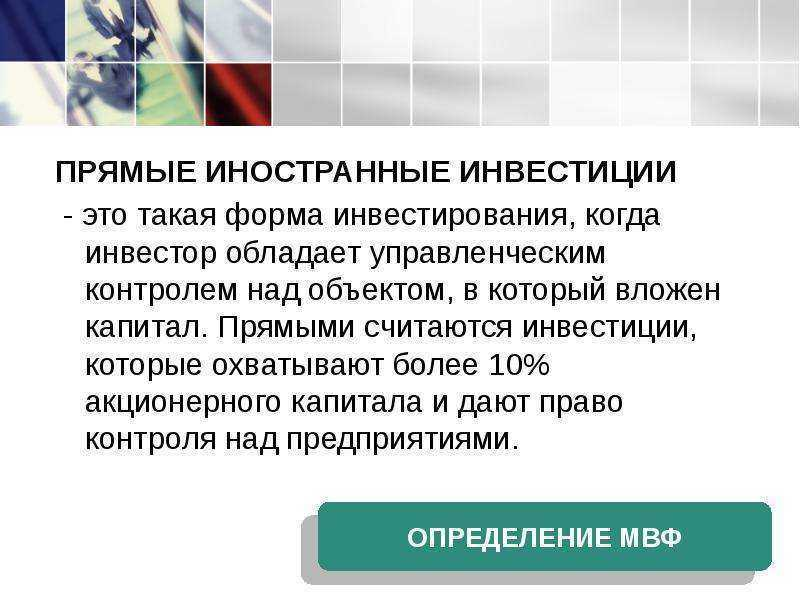 ПРЯМЫЕ ИНОСТРАННЫЕ ИНВЕСТИЦИИ
- это такая форма инвестирования, когда
инвестор обладает управленческим
контролем над объектом, в который вложен
капитал. Прямыми считаются инвестиции,
которые охватывают более 10%
акционерного капитала и дают право
контроля над предприятиями.
ОПРЕДЕЛЕНИЕ МВФ